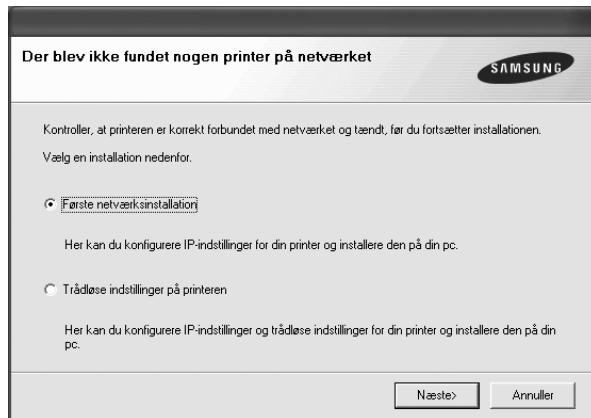 Der blev ikke fundet nogen printer på netværket
SAMSUNG
Kontroller, at printeren er korrekt forbundet med netværket og tændt, før du fortsætter installationen.
Vælg en installation nedenfor.
Første netværksinstallation
Her kan du konfigurere IP-indstillinger for din printer og installere den på din pc.
Trådløse indstillinger på printeren
Her kan du konfigurere IP-indstillinger og trådløse indstillinger for din printer og installere den på din
pc.
Næste>
Annuller